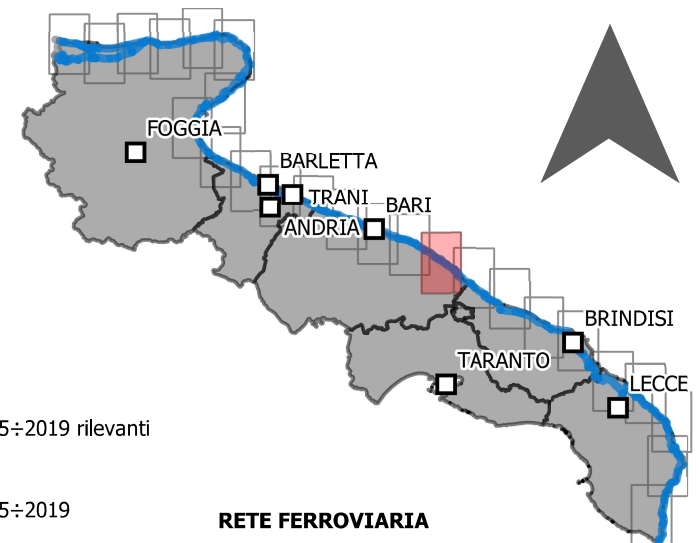 FOGGIA
BARLETTA
TRANI
BARI
ANDRIA
BRINDISI
TARANTO
LECCE
5÷2019 rilevanti
5÷2019
RETE FERROVIARIA